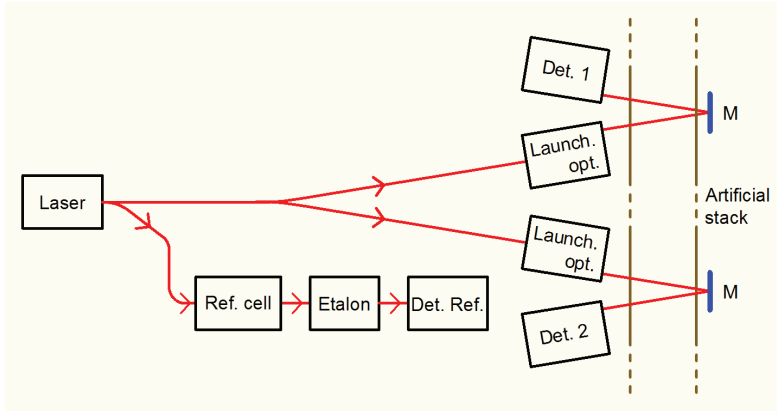 Det. 1
M
Launch.
opt.
Laser
Artificial
stack
Launch.
opt.
Ref. cell
Etalon
Det. Ref.
M
Det. 2